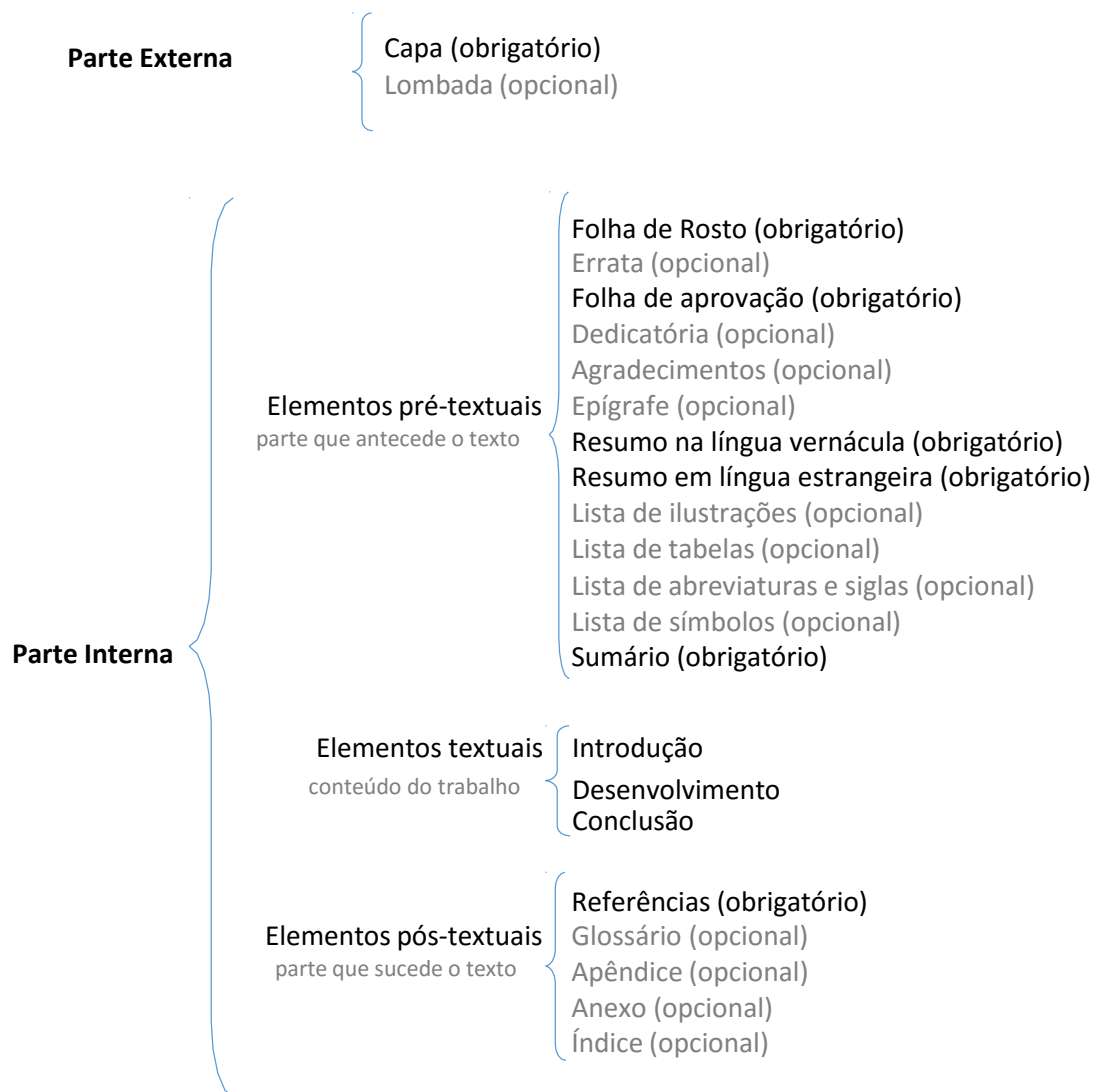 Parte Externa
Capa (obrigatório)
Lombada (opcional)
Parte Interna
Elementos pré-textuais
parte que antecede o texto
Folha de Rosto (obrigatório)
Errata (opcional)
Folha de aprovação (obrigatório)
Dedicatória (opcional)
Agradecimentos (opcional)
Epígrafe (opcional)
Resumo na língua vernácula (obrigatório)
Resumo em língua estrangeira (obrigatório)
Lista de ilustrações (opcional)
Lista de tabelas (opcional)
Lista de abreviaturas e siglas (opcional)
Lista de símbolos (opcional)
Sumário (obrigatório)
Elementos textuais
conteúdo do trabalho
Introdução
Desenvolvimento
Conclusão
Elementos pós-textuais
parte que sucede o texto
Referências (obrigatório)
Glossário (opcional)
Apêndice (opcional)
Anexo (opcional)
Índice (opcional)